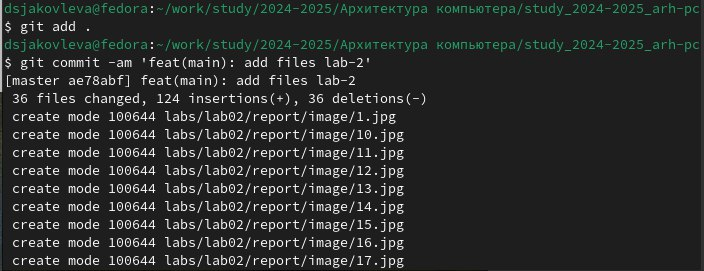 dsjakovleva@fedora:~/work/study/2024-2025/Архитектура компьютера/study_2024-2025_arh-pc
$ git add .
dsjakovleva@fedora:~/work/study/2024-2025/Архитектура компьютера/study_2024-2025_arh-pc
$ git commit -am 'feat(main): add files lab-2'
[master ae78abf] feat(main): add files lab-2
 36 files changed, 124 insertions(+), 36 deletions(-)
 create mode 100644 labs/lab02/report/image/1.jpg
 create mode 100644 labs/lab02/report/image/10.jpg
 create mode 100644 labs/lab02/report/image/11.jpg
 create mode 100644 labs/lab02/report/image/12.jpg
 create mode 100644 labs/lab02/report/image/13.jpg
 create mode 100644 labs/lab02/report/image/14.jpg
 create mode 100644 labs/lab02/report/image/15.jpg
 create mode 100644 labs/lab02/report/image/16.jpg
 create mode 100644 labs/lab02/report/image/17.jpg